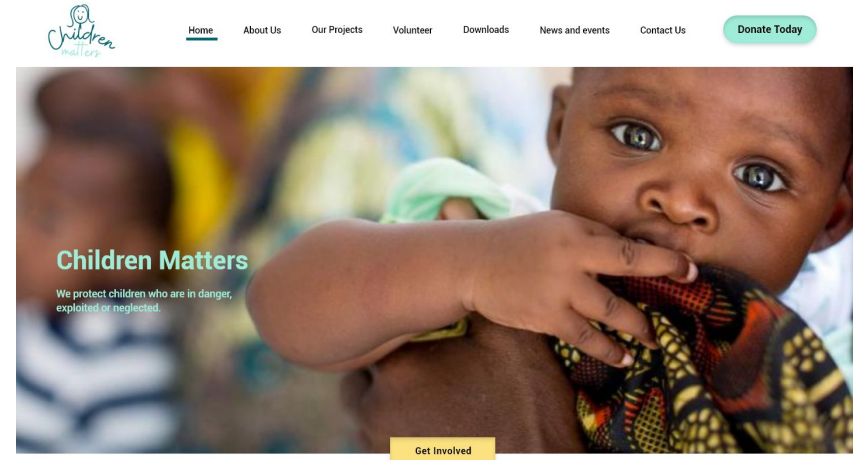 Children
matters
Home
About Us
Our Projects
Volunteer
Downloads
News and events
Contact Us
Donate Today
Children Matters
We protect children who are in danger,
exploited or neglected.
Get Involved